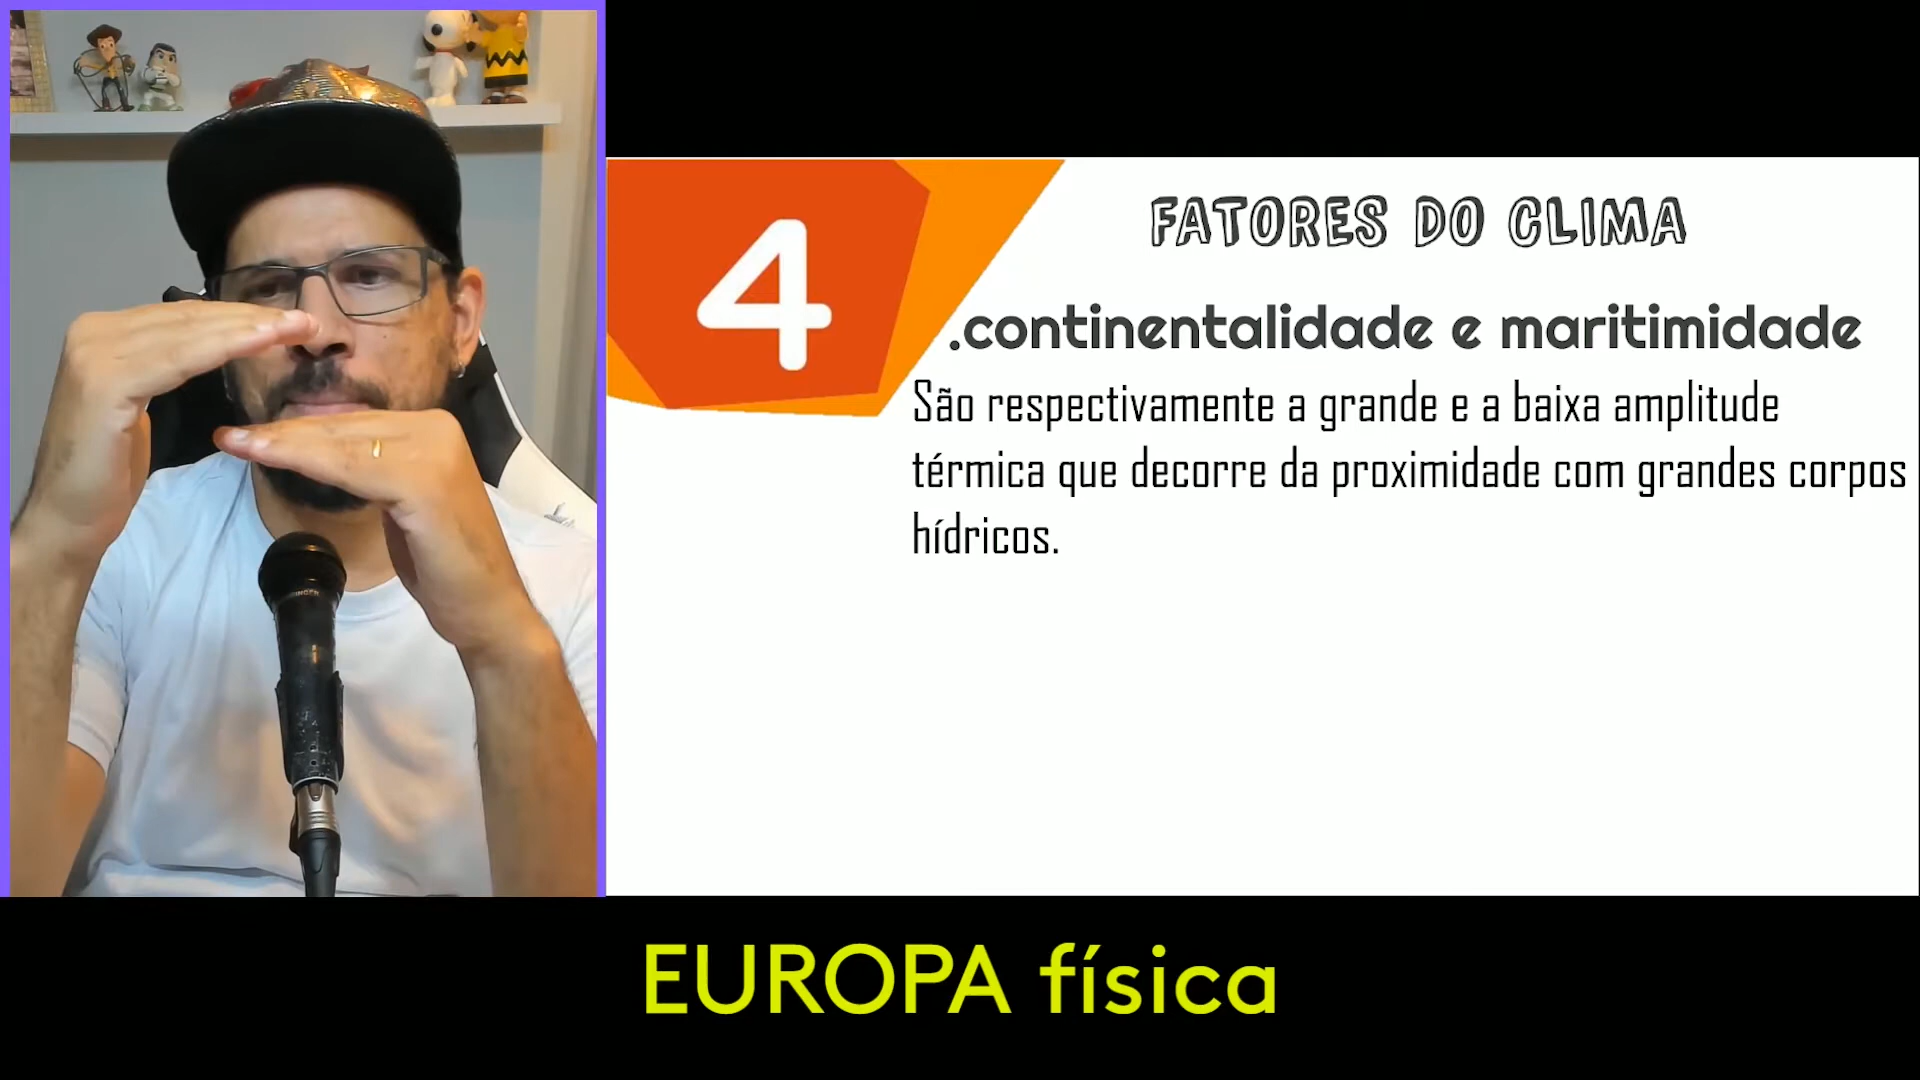 4
FATORES DO CLIMA
.continentalidade e maritimidade
São respectivamente a grande e a baixa amplitude
térmica que decorre da proximidade com grandes corpos
hídricos.
EUROPA física